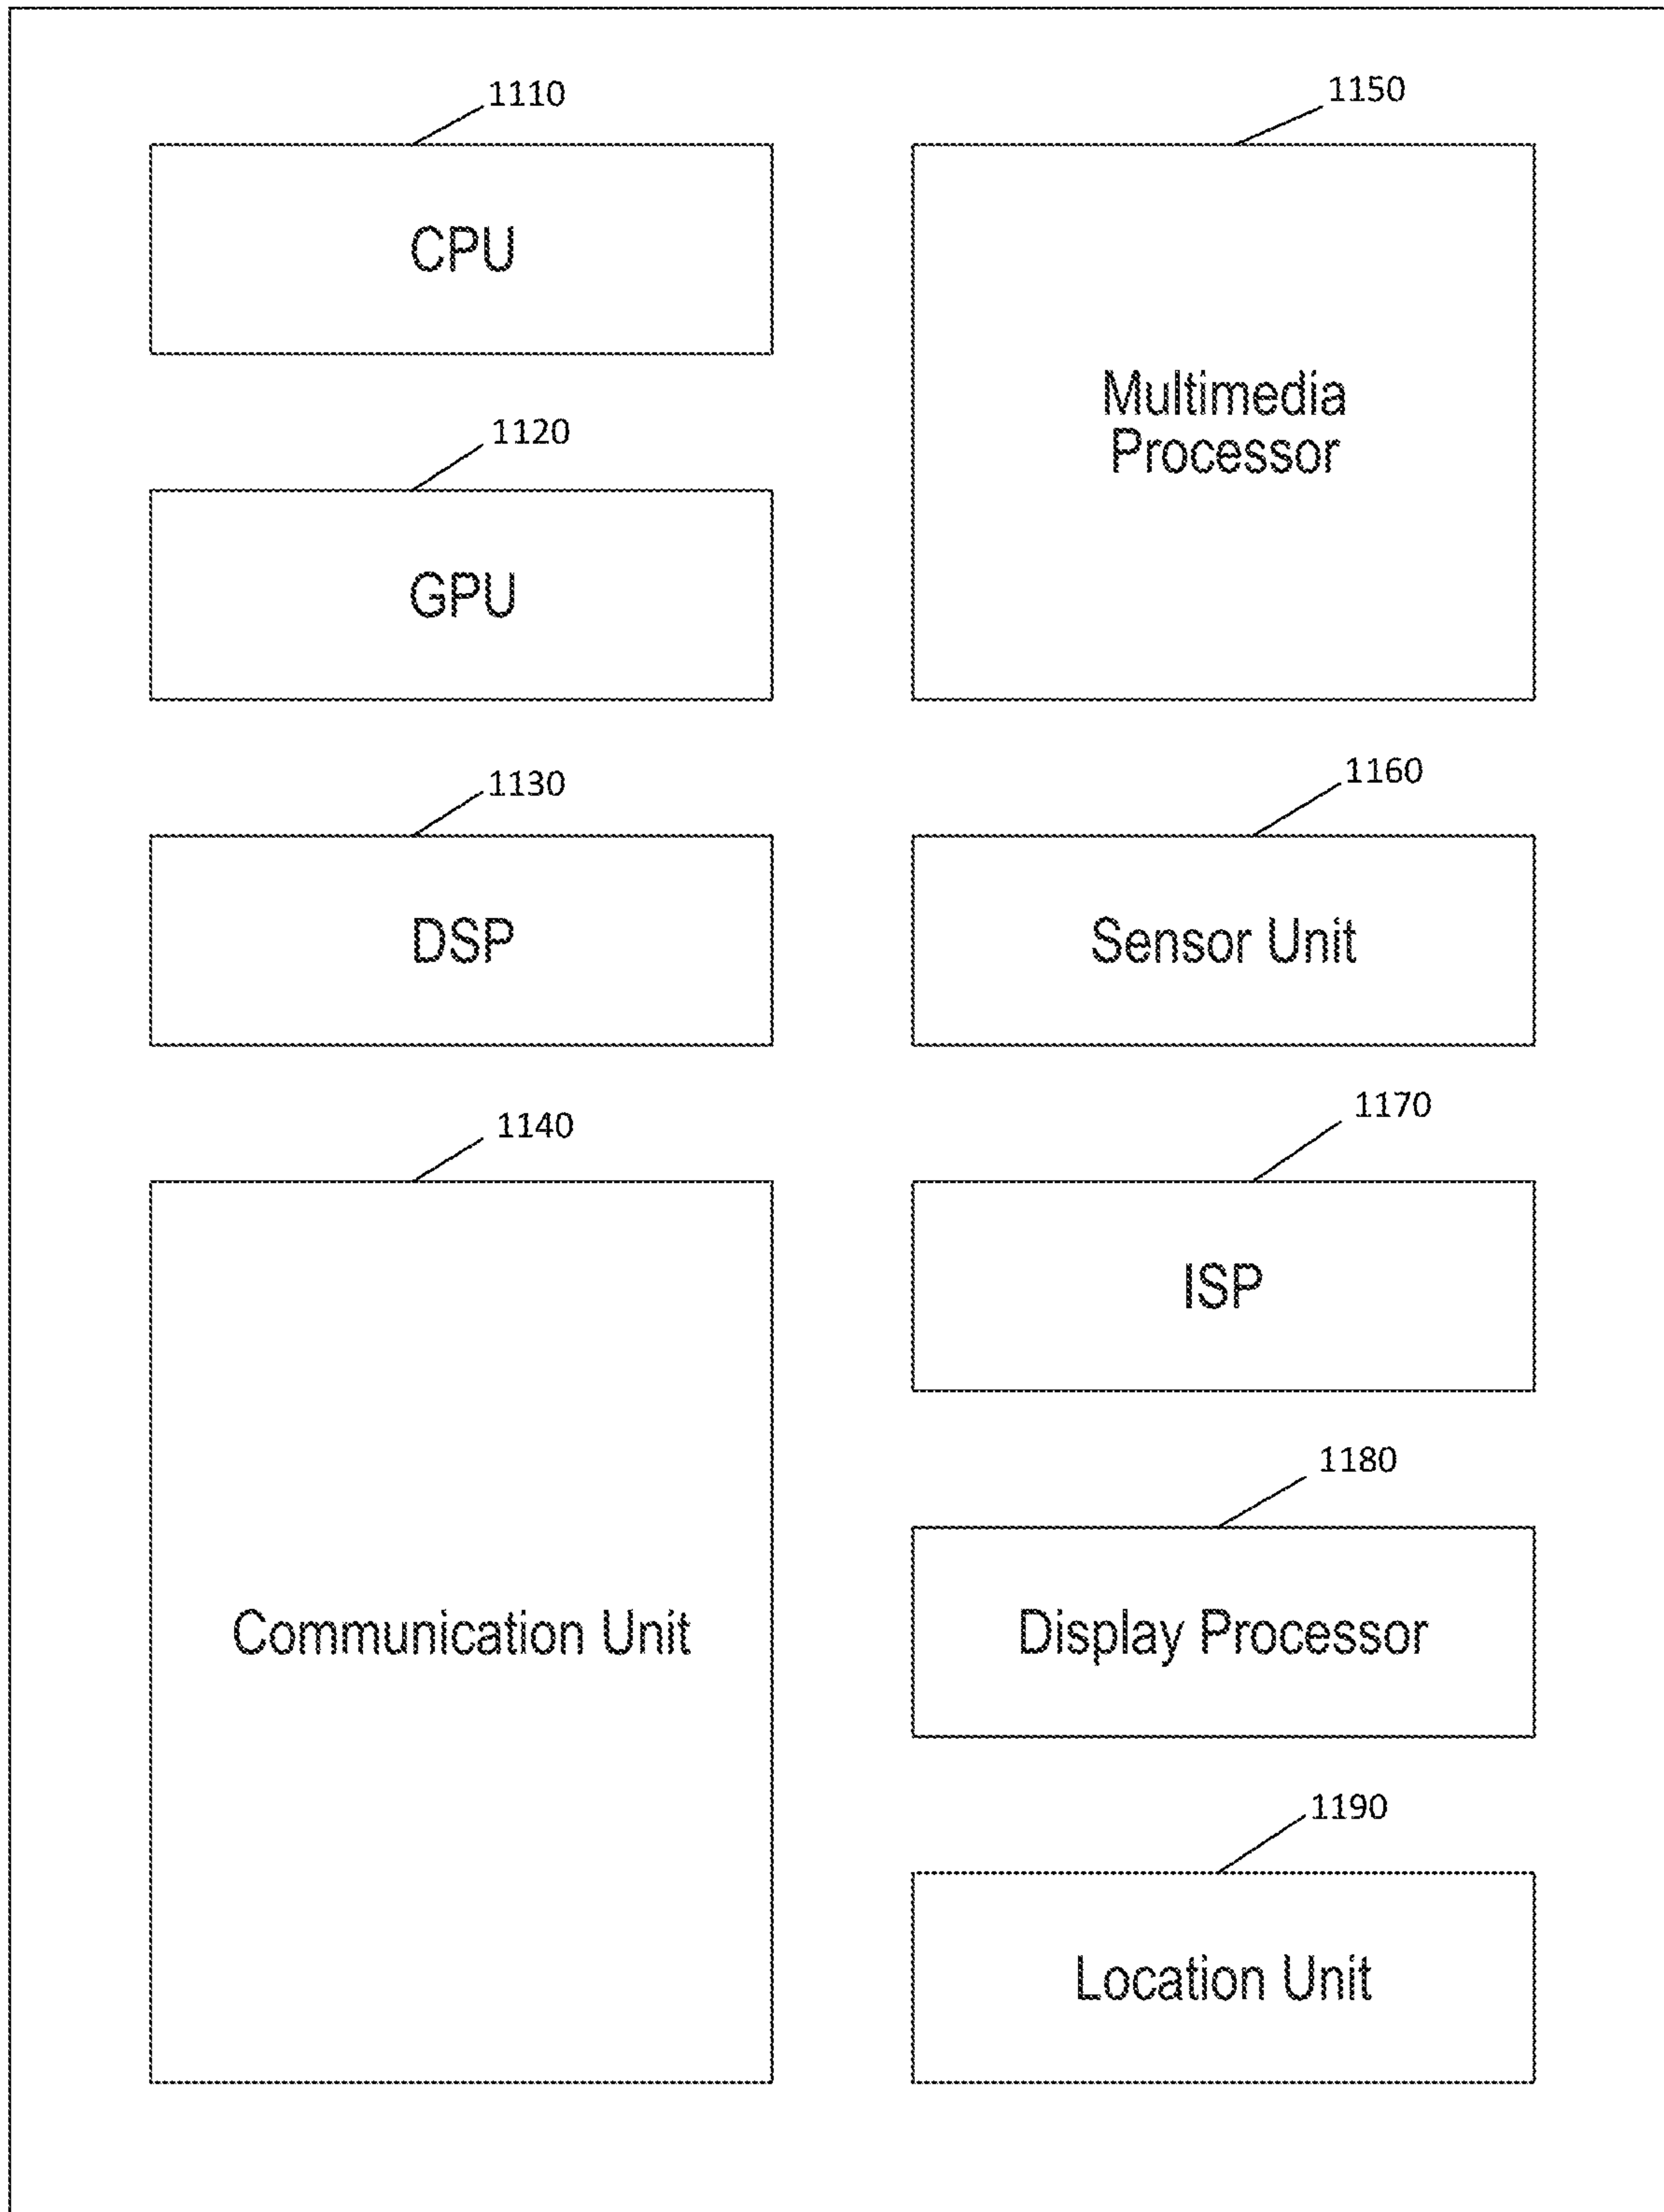 1110
CPU
1120
GPU
1130
DSP
1140
Communication Unit
1150
Multimedia
Processor
1160
Sensor Unit
1170
ISP
1180
Display Processor
1190
Location Unit